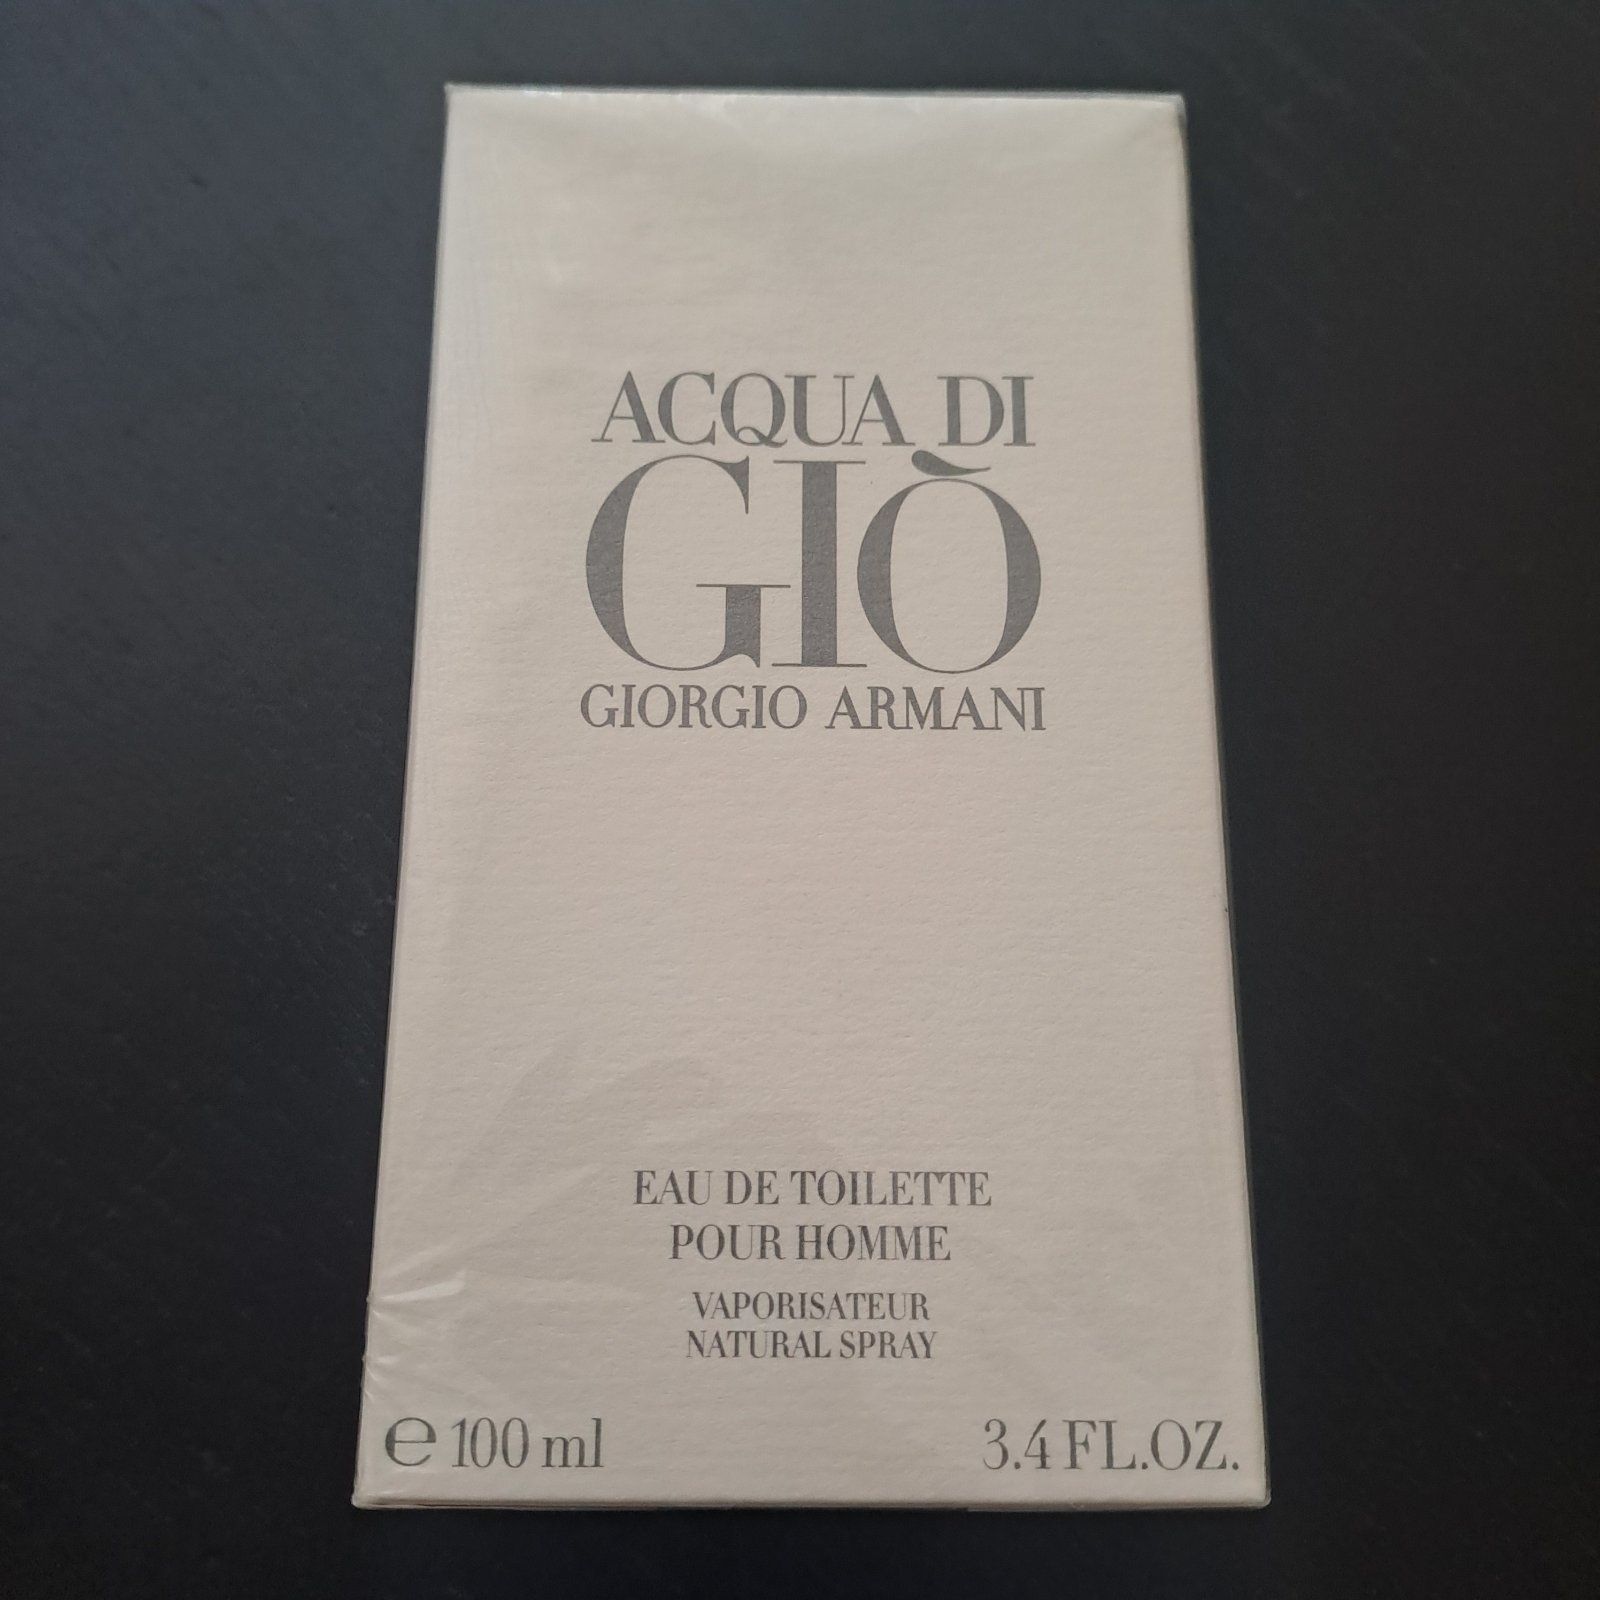 ACQUA DI
GIÒ
GIORGIO ARMANI
EAU DE TOILETTE
POUR HOMME
VAPORISATEUR
NATURAL SPRAY
℮ 100 ml
3.4 FL.OZ.